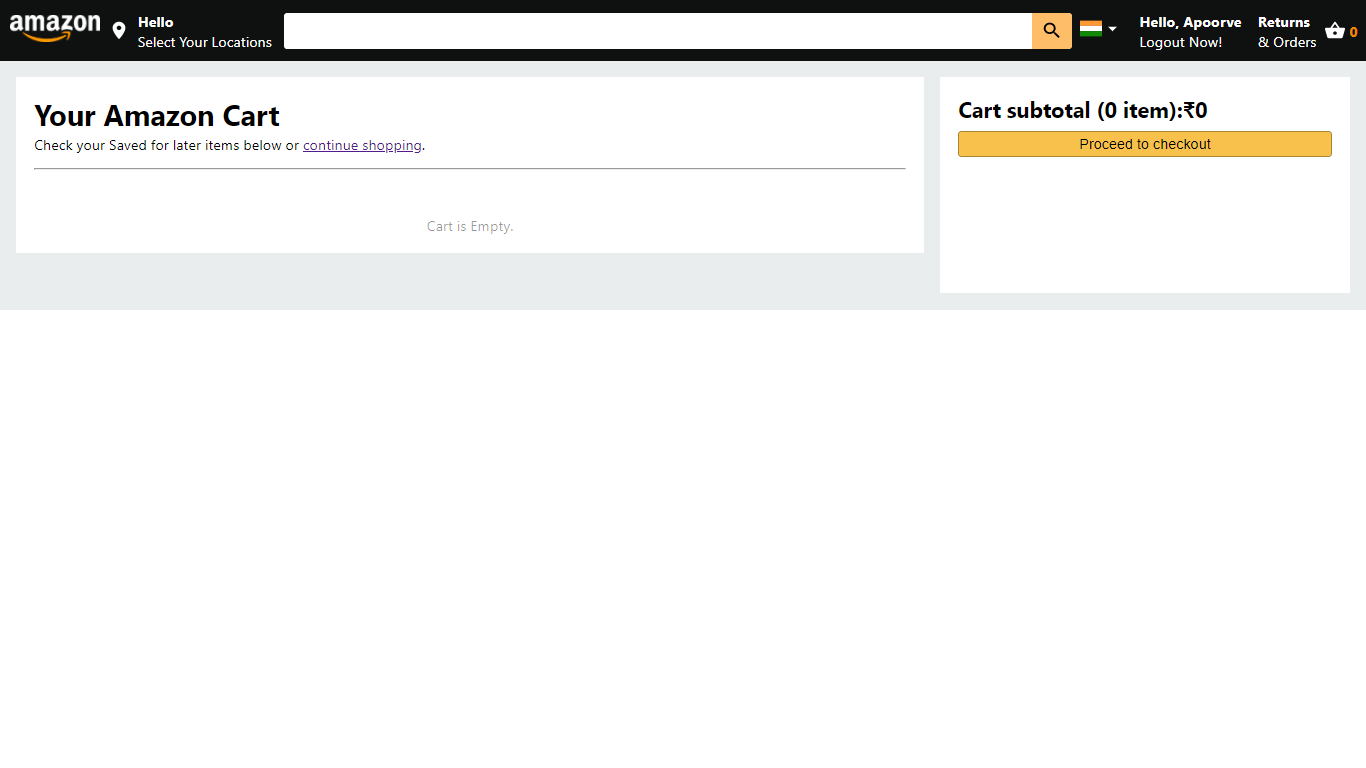 amazon
Hello
Select Your Locations
Hello, Apoorve
Logout Now!
Returns
& Orders
0
Your Amazon Cart
Check your Saved for later items below or continue shopping.
Cart is Empty.
Cart subtotal (0 item):₹0
Proceed to checkout